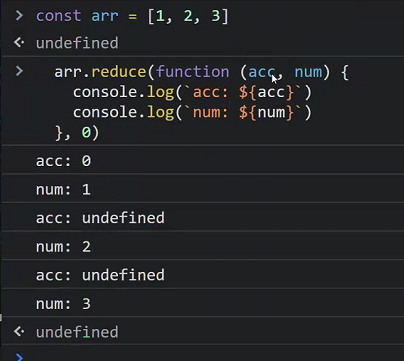 > const arr = [1, 2, 3]
<· undefined
> arr.reduce(function (acc, num) {
console.log(`acc: ${acc}`)
console.log(`num: ${num}`)
}, 0)
acc: 0
num: 1
acc: undefined
num: 2
acc: undefined
num: 3
<· undefined
>